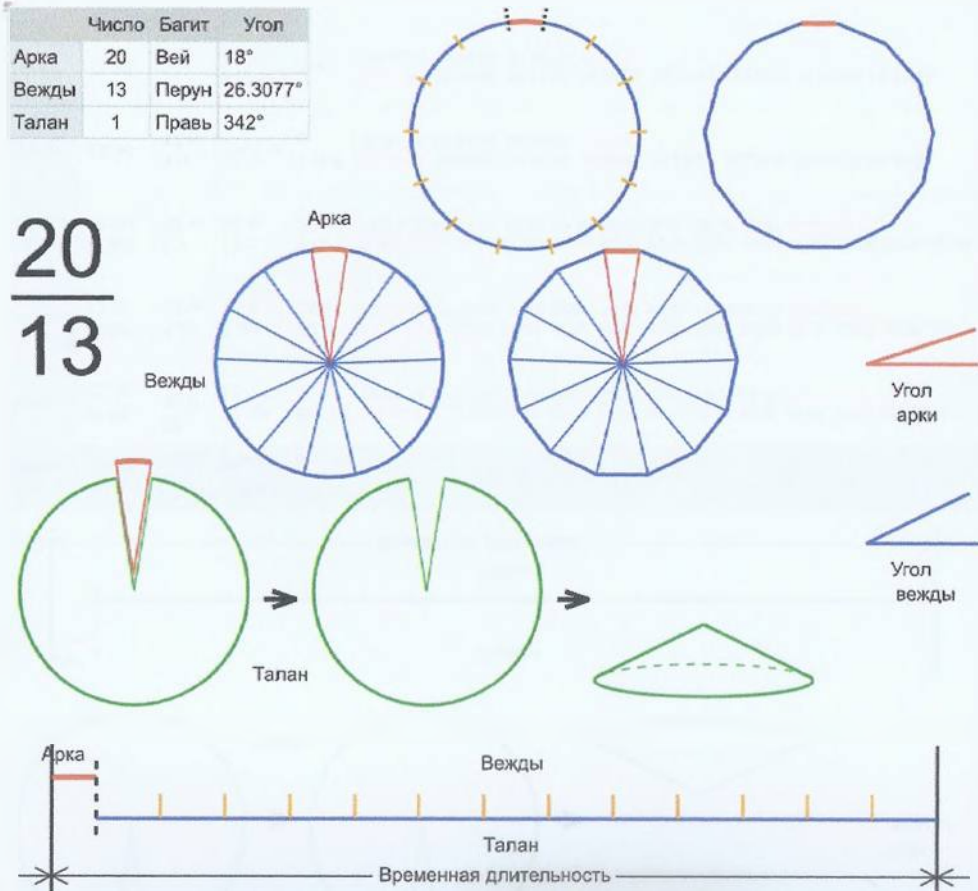 Число Багит Угол
Арка 20 Вей 18°
Вежды 13 Перун 26.3077°
Талан 1 Правь 342°
20
13
Арка
Вежды
Угол
арки
Угол
вежды
Талан
Арка
Вежды
Талан
Временная длительность